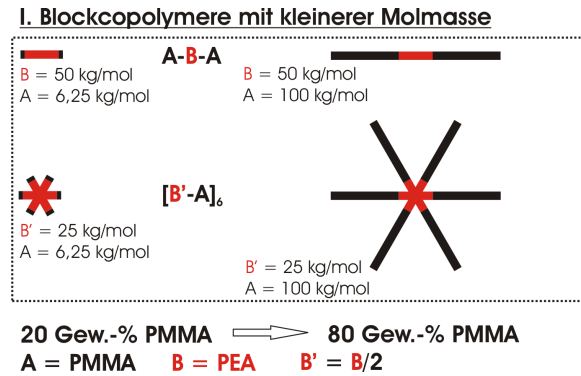 I. Blockcopolymere mit kleinerer Molmasse
A-B-A
B = 50 kg/mol
A = 6,25 kg/mol
B = 50 kg/mol
A = 100 kg/mol
[B'-A]₆
B' = 25 kg/mol
A = 6,25 kg/mol
B' = 25 kg/mol
A = 100 kg/mol
20 Gew.-% PMMA 80 Gew.-% PMMA
A = PMMA B = PEA B' = B/2